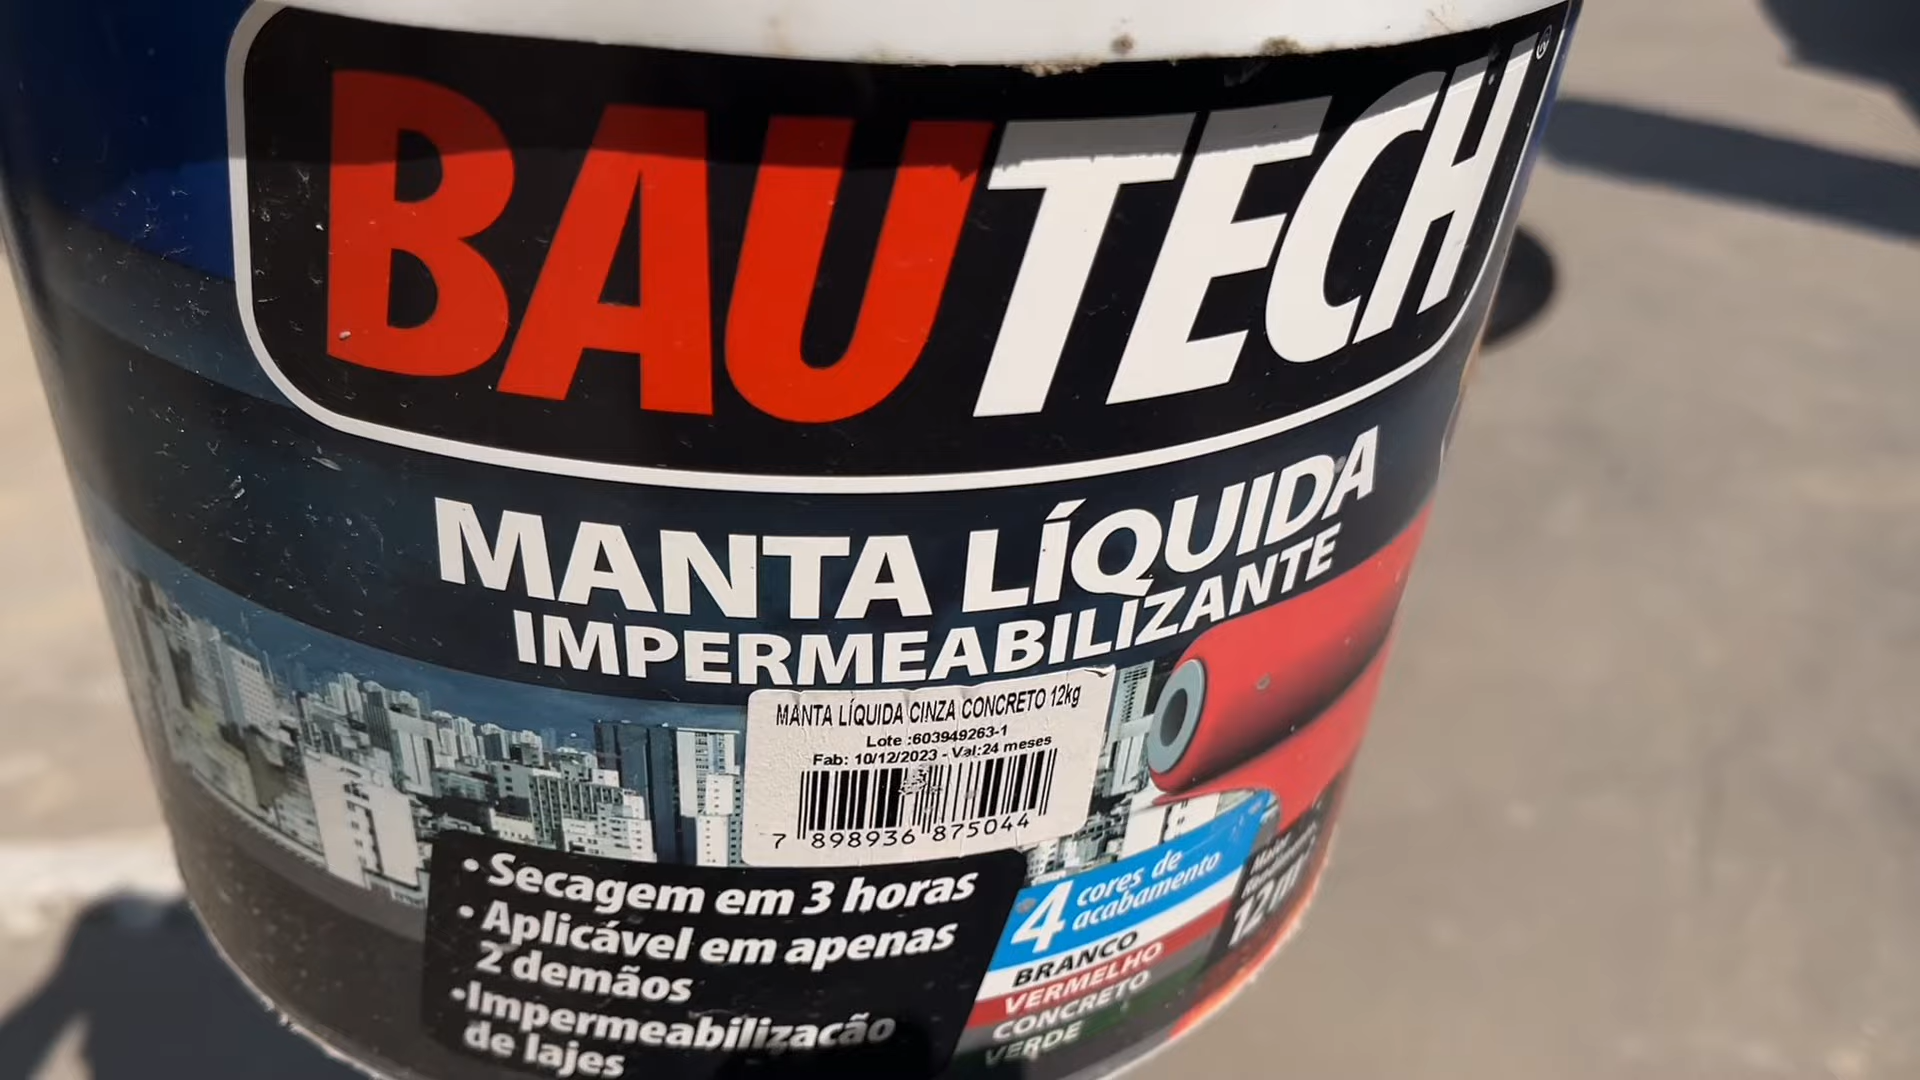 BAUTECH®
MANTA LÍQUIDA
IMPERMEABILIZANTE
MANTA LÍQUIDA CINZA CONCRETO 12kg
Lote :603949263-1
Fab: 10/12/2023 - Val:24 meses
7 898936 875044
• Secagem em 3 horas
• Aplicável em apenas
2 demãos
• Impermeabilização
de lajes
4 cores de
acabamento
BRANCO
VERMELHO
CONCRETO
VERDE
12m²